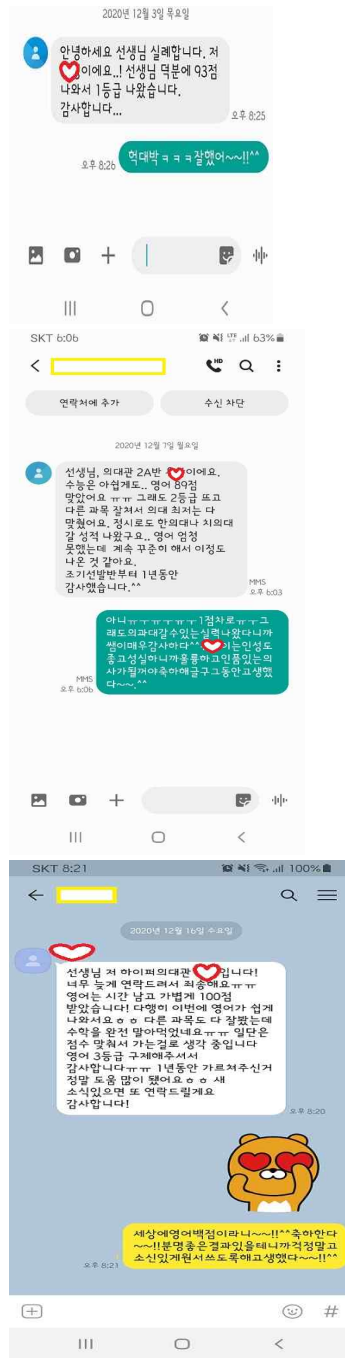 2020년 12월 3일 목요일
안녕하세요 선생님 실례합니다. 저
이에요..! 선생님 덕분에 93점
나와서 1등급 나왔습니다.
감사합니다...
오후 8:25
헉대박ㅋㅋㅋ잘했어~~!!^^
오후 8:26
SKT 6:06
LTE
63%
HD
연락처에 추가
수신 차단
2020년 12월 7일 월요일
선생님, 의대관 2A반 이에요.
수능은 아쉽게도.. 영어 89점
맞았어요 ㅠㅠ 그래도 2등급 뜨고
다른 과목 잘쳐서 의대 최저는 다
맞췄어요. 정시로도 한의대나 치의대
갈 성적 나왔구요.. 영어 엄청
못했는데 계속 꾸준히 해서 이정도
나온 것 같아요.
조기선발반부터 1년동안
감사했습니다.^^
MMS
오후 6:03
아니ㅠㅜㅠㅜㅠㅜ1점차로ㅠㅜ그
래도의과대갈수있는실력나왔다니까
쌤이매우감사하다^^ 이는인성도
좋고성실하니까훌륭하고인품있는의
사가될꺼야축하해글구그동안고생했
다~~.^^
MMS
오후 6:06
SKT 8:21
100%
2020년 12월 16일 수요일
선생님 저 하이퍼의대관 입니다!
너무 늦게 연락드려서 죄송해요ㅠㅠ
영어는 시간 남고 가볍게 100점
받았습니다! 다행히 이번에 영어가 쉽게
나와서요ㅎㅎ 다른 과목도 다 잘봤는데
수학을 완전 말아먹었네요ㅠㅠ 일단은
점수 맞춰서 가는걸로 생각 중입니다
영어 3등급 구제해주셔서
감사합니다ㅠㅠ 1년동안 가르쳐주신거
정말 도움 많이 됐어요ㅎㅎ 새
소식있으면 또 연락드릴게요
감사합니다!
오후 8:20
세상에영어백점이라니~~!!^^축하한다
~~!!분명좋은결과있을테니까걱정말고
소신있게원서쓰도록해고생했다~~!!^^
오후 8:21